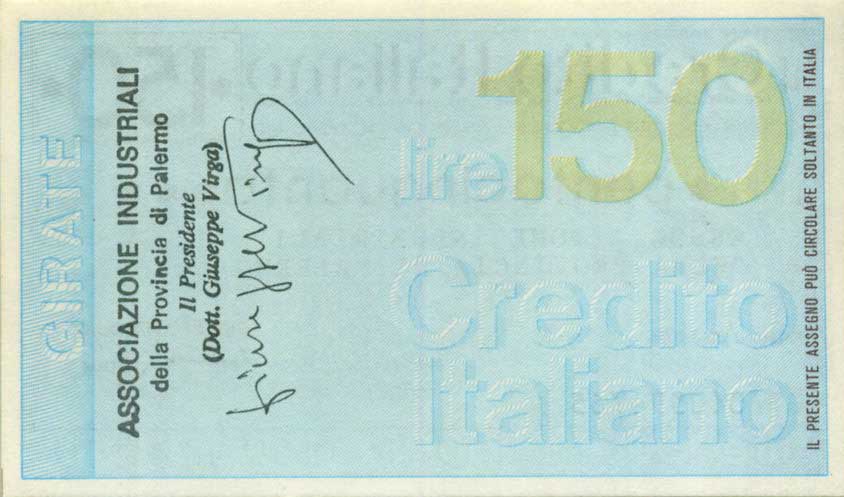 GIRATE
ASSOCIAZIONE INDUSTRIALI
della Provincia di Palermo
Il Presidente
(Dott. Giuseppe Virga)
150
lire
Credito
Italiano
IL PRESENTE ASSEGNO PUÒ CIRCOLARE SOLTANTO IN ITALIA